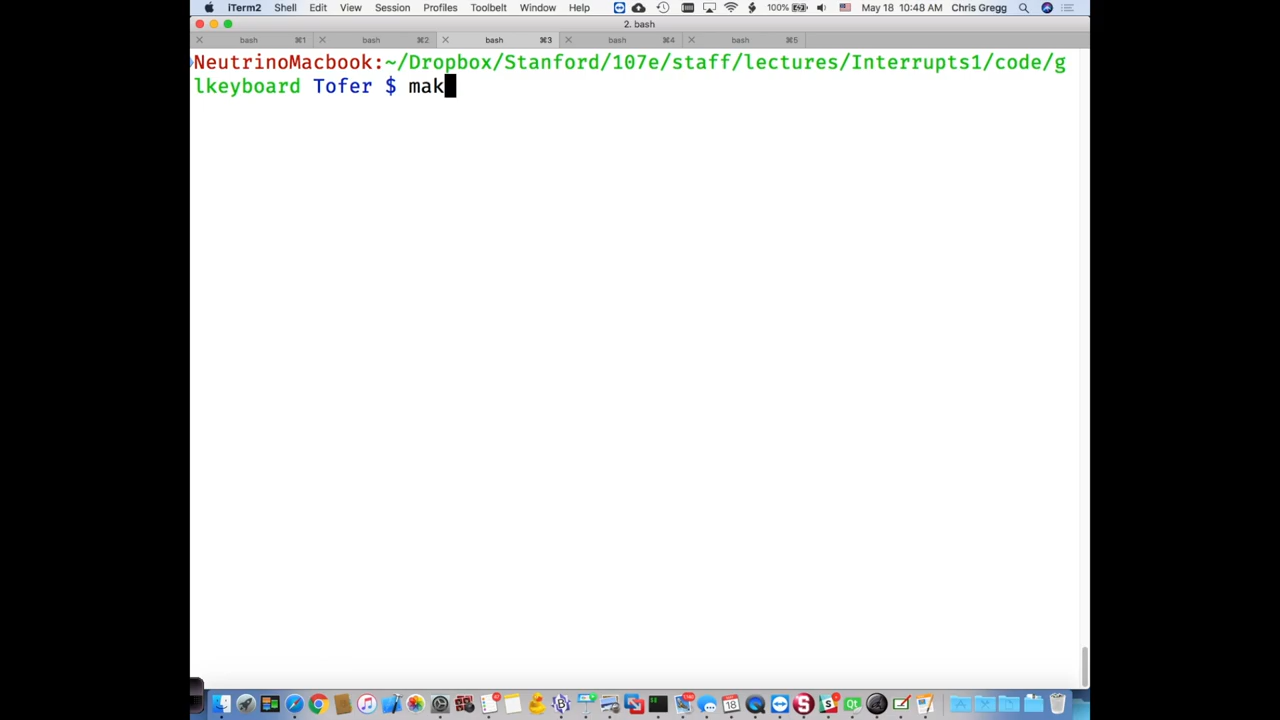 iTerm2 Shell Edit View Session Profiles Toolbelt Window Help 100% May 18 10:48 AM Chris Gregg
2. bash
bash ⌘1 bash ⌘2 bash ⌘3 bash ⌘4 bash ⌘5
NeutrinoMacbook:~/Dropbox/Stanford/107e/staff/lectures/Interrupts1/code/g
lkeyboard Tofer $ mak